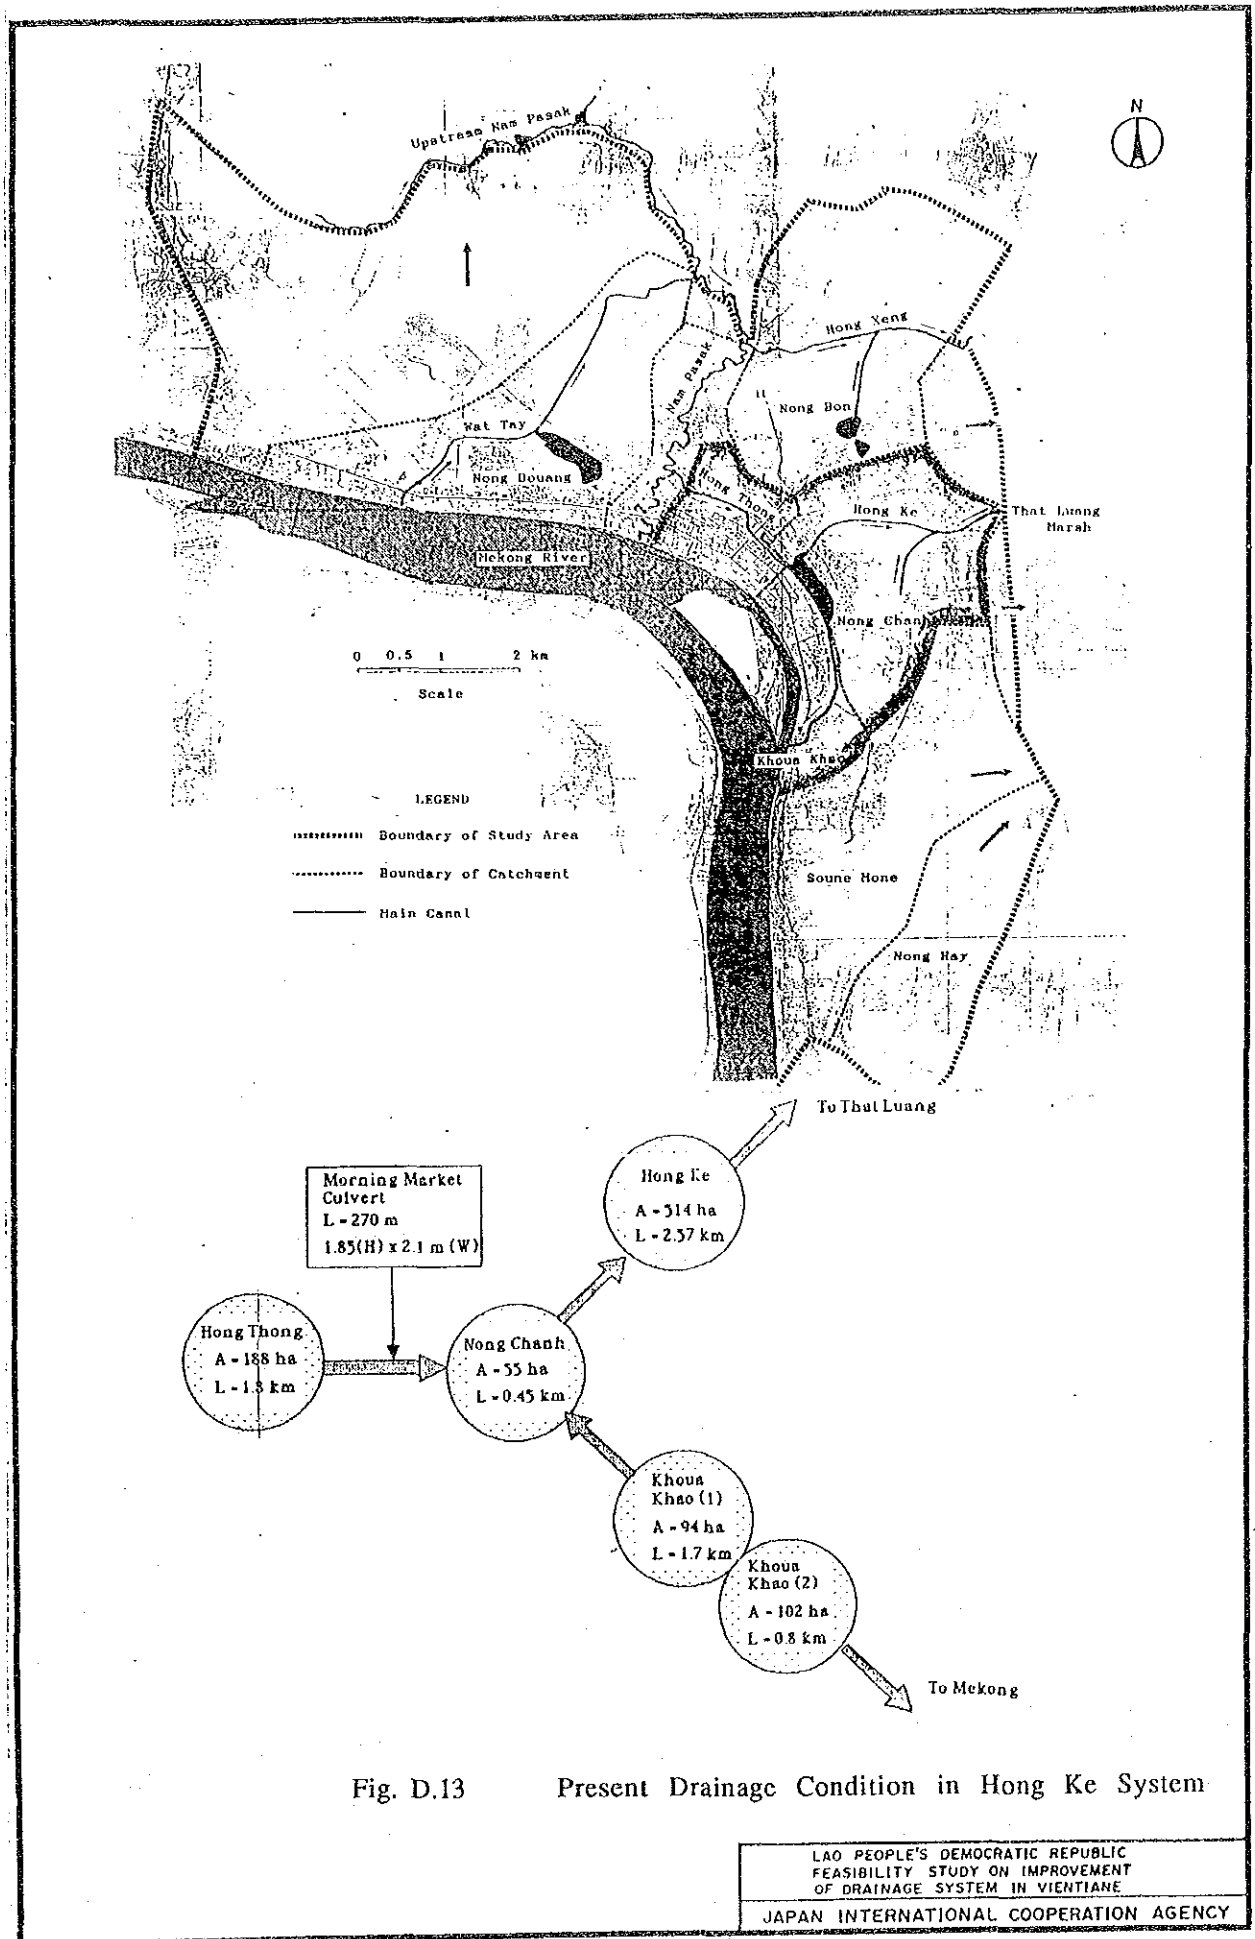 N
Upstream Nam Pasak
Hong Xeng
Nam Pasak
Nong Bon
Wat Tay
Nong Douang
Hong Thong
Hong Ke
That Luang
Marsh
Mekong River
Nong Chanh
0 0.5 1 2 km
Scale
Khoua Khao
LEGEND
Boundary of Study Area
Boundary of Catchment
Main Canal
Soune Mone
Nong Hay
To That Luang
Morning Market
Culvert
L = 270 m
1.85(H) x 2.1 m (W)
Hong Ke
A = 314 ha
L = 2.57 km
Hong Thong
A = 188 ha
L = 1.8 km
Nong Chanh
A = 55 ha
L = 0.45 km
Khoua
Khao (1)
A = 94 ha
L = 1.7 km
Khoua
Khao (2)
A = 102 ha
L = 0.8 km
To Mekong
Fig. D.13 Present Drainage Condition in Hong Ke System
LAO PEOPLE'S DEMOCRATIC REPUBLIC
FEASIBILITY STUDY ON IMPROVEMENT
OF DRAINAGE SYSTEM IN VIENTIANE
JAPAN INTERNATIONAL COOPERATION AGENCY